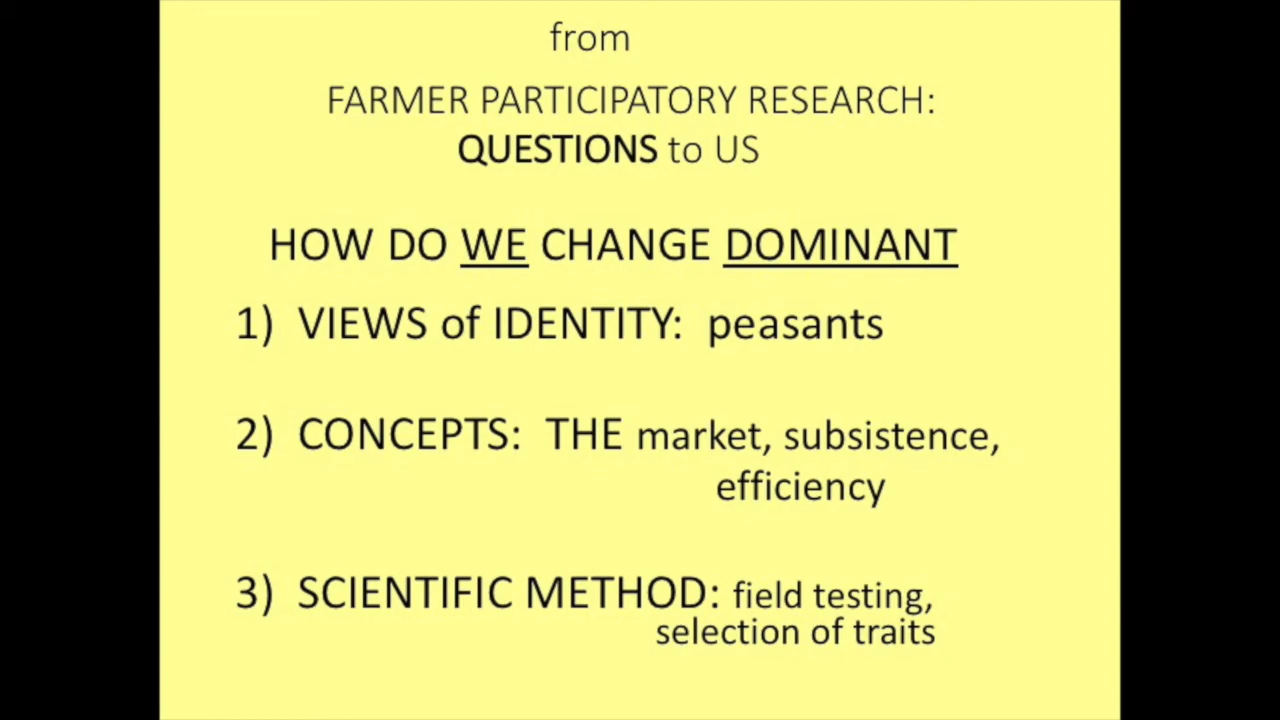 from
FARMER PARTICIPATORY RESEARCH:
QUESTIONS to US
HOW DO WE CHANGE DOMINANT
1) VIEWS of IDENTITY: peasants
2) CONCEPTS: THE market, subsistence,
efficiency
3) SCIENTIFIC METHOD: field testing,
selection of traits